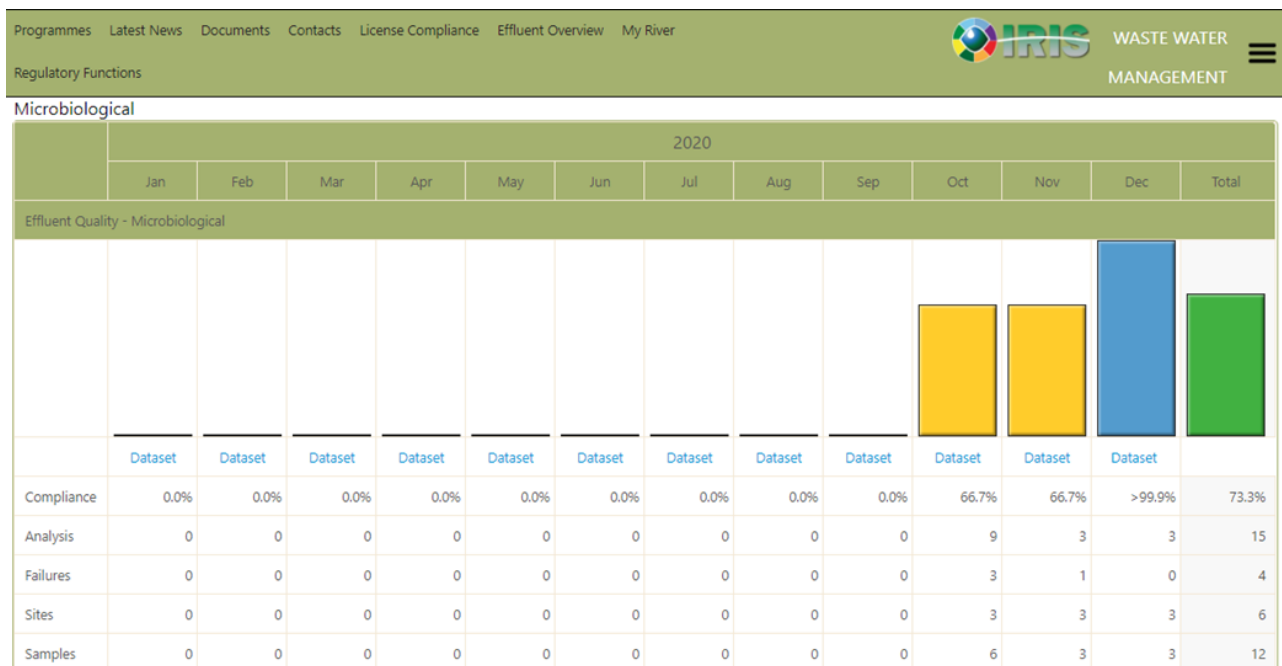 Programmes Latest News Documents Contacts License Compliance Effluent Overview My River
Regulatory Functions
IRIS
WASTE WATER
MANAGEMENT
Microbiological
2020
Jan Feb Mar Apr May Jun Jul Aug Sep Oct Nov Dec Total
Effluent Quality - Microbiological
Dataset Dataset Dataset Dataset Dataset Dataset Dataset Dataset Dataset Dataset Dataset Dataset
Compliance 0.0% 0.0% 0.0% 0.0% 0.0% 0.0% 0.0% 0.0% 0.0% 66.7% 66.7% >99.9% 73.3%
Analysis 0 0 0 0 0 0 0 0 0 9 3 3 15
Failures 0 0 0 0 0 0 0 0 0 3 1 0 4
Sites 0 0 0 0 0 0 0 0 0 3 3 3 6
Samples 0 0 0 0 0 0 0 0 0 6 3 3 12